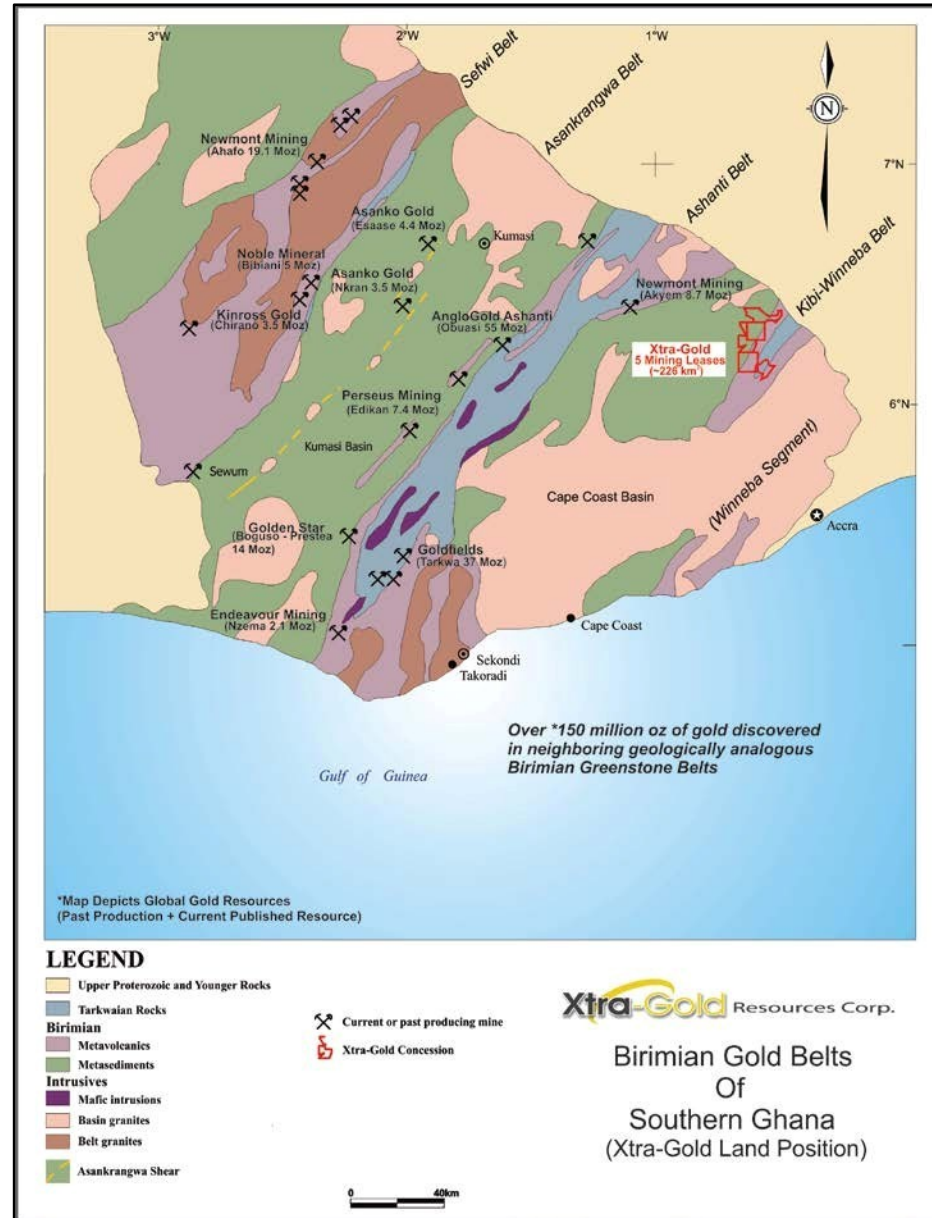 3°W
2°W
1°W
Sefwi Belt
Asankrangwa Belt
Ashanti Belt
Kibi-Winneba Belt
N
7°N
6°N
Newmont Mining
(Ahafo 19.1 Moz)
Asanko Gold
(Esaase 4.4 Moz)
Kumasi
Noble Mineral
(Bibiani 5 Moz)
Asanko Gold
(Nkran 3.5 Moz)
Newmont Mining
(Akyem 8.7 Moz)
Kinross Gold
(Chirano 3.5 Moz)
AngloGold Ashanti
(Obuasi 55 Moz)
Xtra-Gold
5 Mining Leases
(~226 km²)
Perseus Mining
(Edikan 7.4 Moz)
Kumasi Basin
Sewum
(Winneba Segment)
Cape Coast Basin
Accra
Golden Star
(Boguso - Prestea
14 Moz)
Goldfields
(Tarkwa 37 Moz)
Endeavour Mining
(Nzema 2.1 Moz)
Cape Coast
Sekondi
Takoradi
Over *150 million oz of gold discovered
in neighboring geologically analogous
Birimian Greenstone Belts
Gulf of Guinea
*Map Depicts Global Gold Resources
(Past Production + Current Published Resource)
LEGEND
Upper Proterozoic and Younger Rocks
Tarkwaian Rocks
Birimian
Metavolcanics
Metasediments
Intrusives
Mafic intrusions
Basin granites
Belt granites
Asankrangwa Shear
Current or past producing mine
Xtra-Gold Concession
0 40km
Xtra-Gold Resources Corp.
Birimian Gold Belts
Of
Southern Ghana
(Xtra-Gold Land Position)